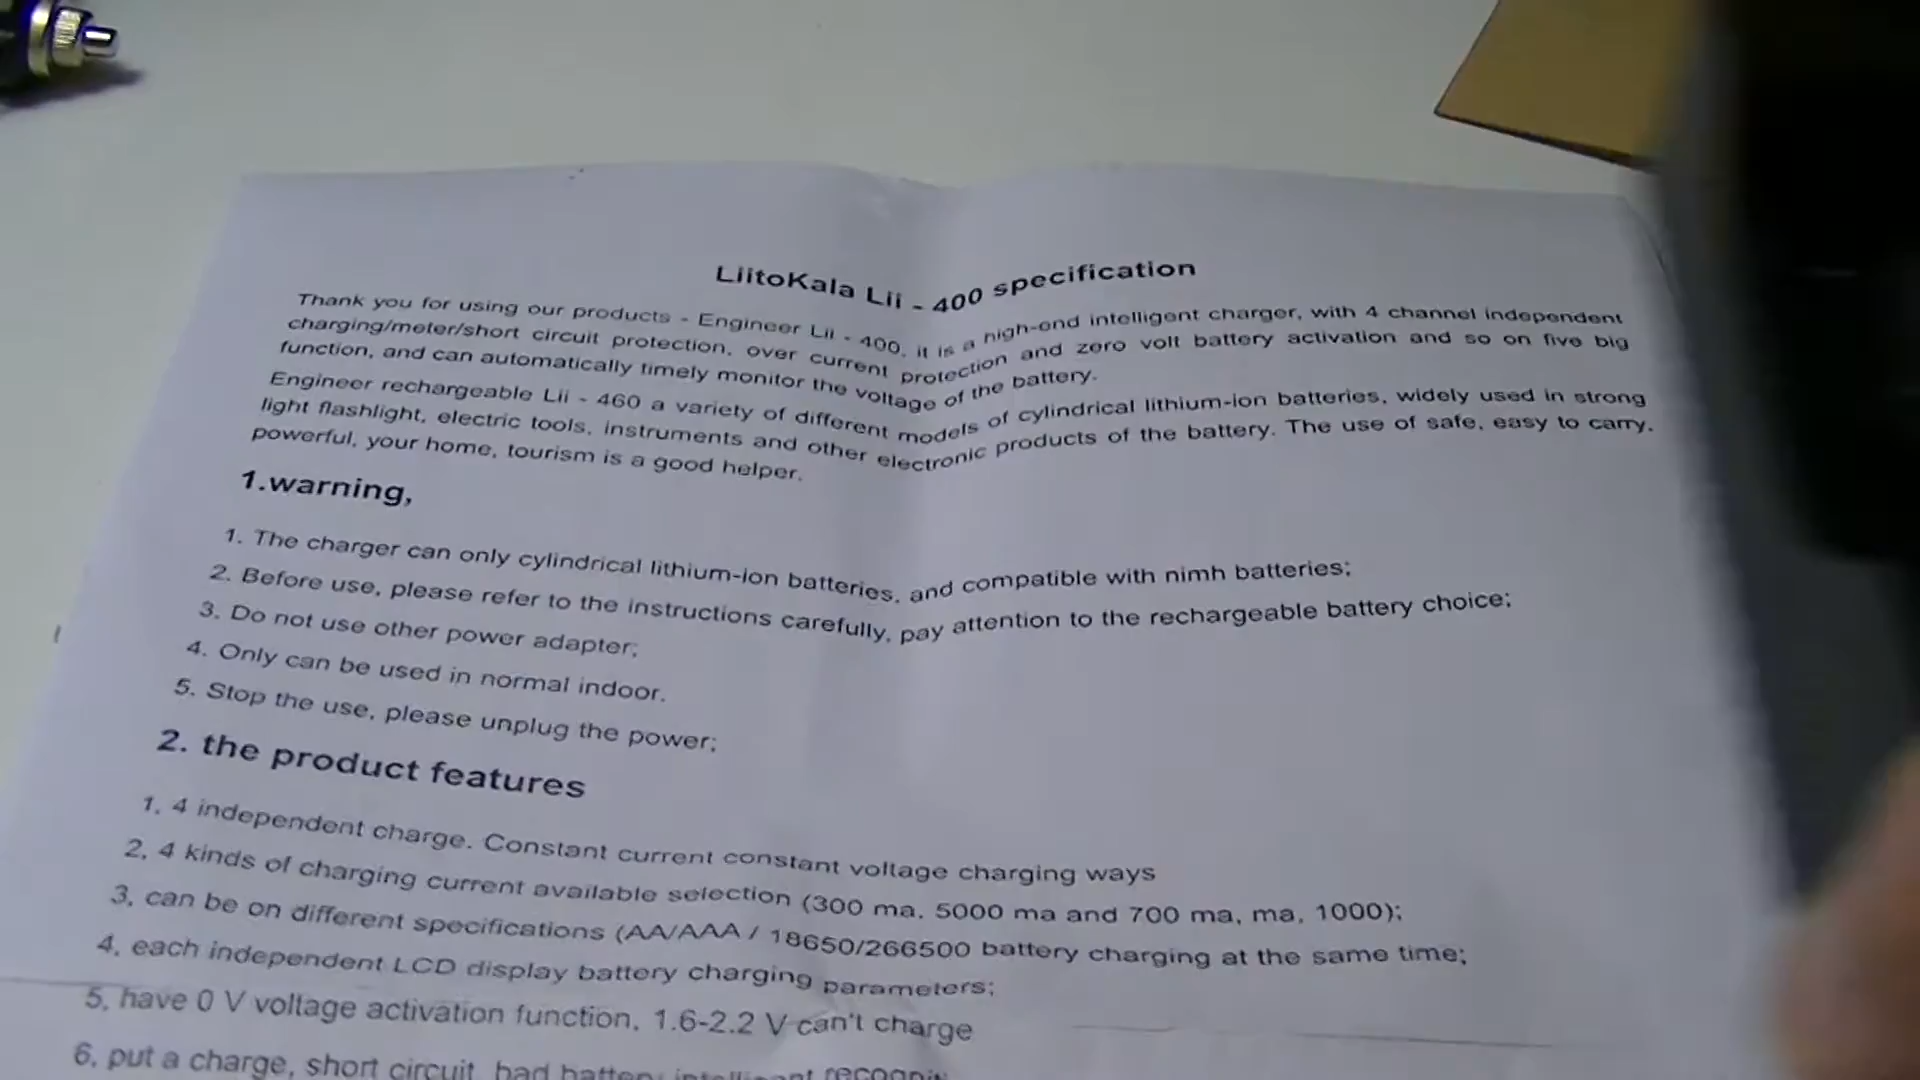 LiitoKala Lii - 400 specification
Thank you for using our products - Engineer Lii - 400, it is a high-end intelligent charger, with 4 channel independent
charging/meter/short circuit protection, over current protection and zero volt battery activation and so on five big
function, and can automatically timely monitor the voltage of the battery.
Engineer rechargeable Lii - 460 a variety of different models of cylindrical lithium-ion batteries, widely used in strong
light flashlight, electric tools, instruments and other electronic products of the battery. The use of safe, easy to carry,
powerful, your home, tourism is a good helper.
1.warning,
1. The charger can only cylindrical lithium-ion batteries, and compatible with nimh batteries;
2. Before use, please refer to the instructions carefully, pay attention to the rechargeable battery choice;
3. Do not use other power adapter;
4. Only can be used in normal indoor.
5. Stop the use, please unplug the power;
2. the product features
1, 4 independent charge. Constant current constant voltage charging ways
2, 4 kinds of charging current available selection (300 ma, 5000 ma and 700 ma, ma, 1000);
3, can be on different specifications (AA/AAA / 18650/266500 battery charging at the same time;
4, each independent LCD display battery charging parameters;
5, have 0 V voltage activation function, 1.6-2.2 V can't charge
6, put a charge, short circuit, bad battery